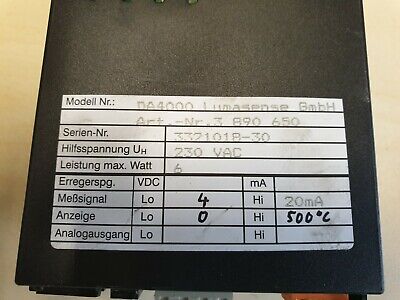 Modell Nr.: DA4000 Lumasense GmbH
Art.-Nr.3 890 650
Serien-Nr. 3321018-30
Hilfsspannung UH 230 VAC
Leistung max. Watt 6
Erregerspg. VDC mA
Meßsignal Lo 4 Hi 20mA
Anzeige Lo 0 Hi 500°C
Analogausgang Lo Hi